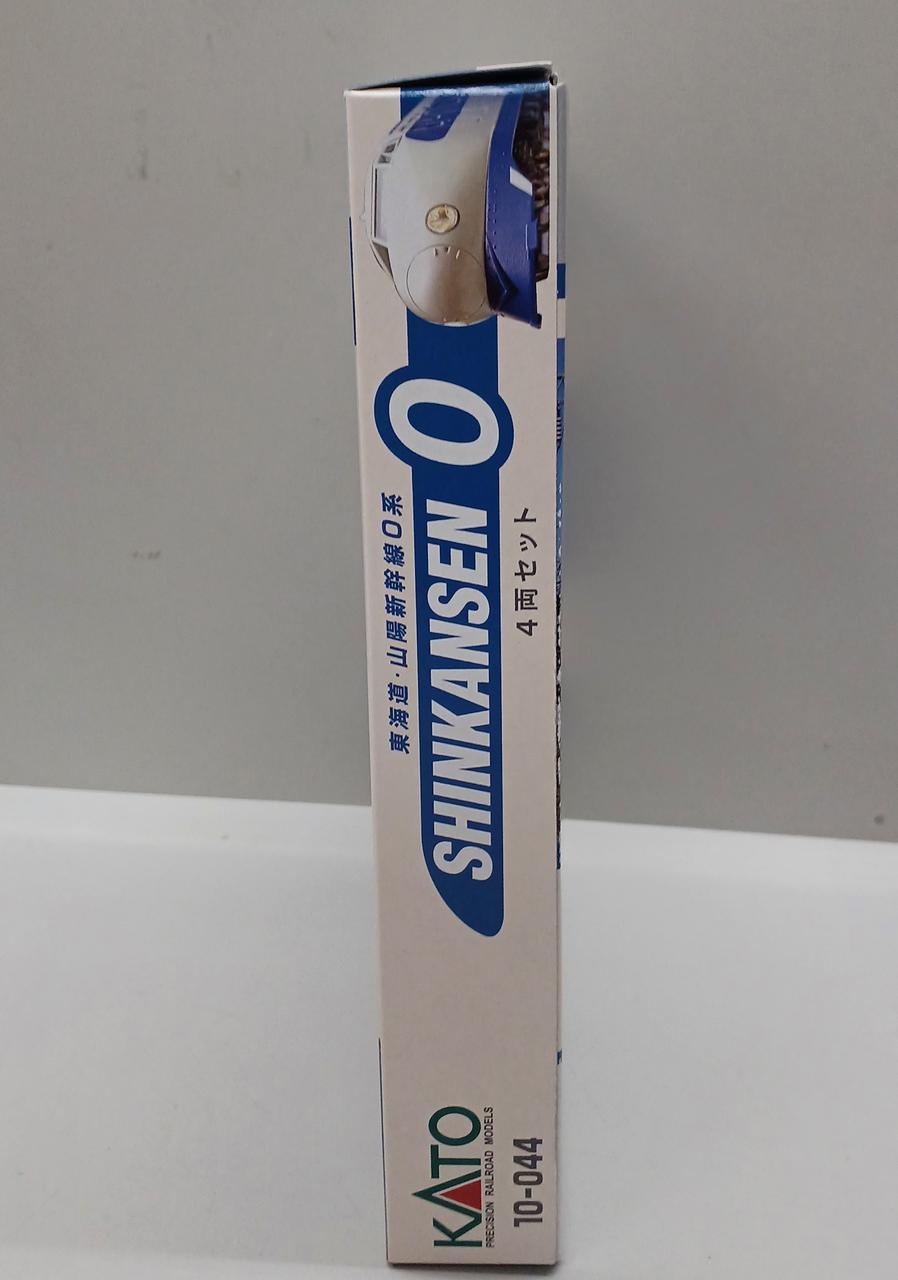 KATO
PRECISION RAILROAD MODELS
10-044
東海道・山陽新幹線0系
SHINKANSEN 0
4両セット